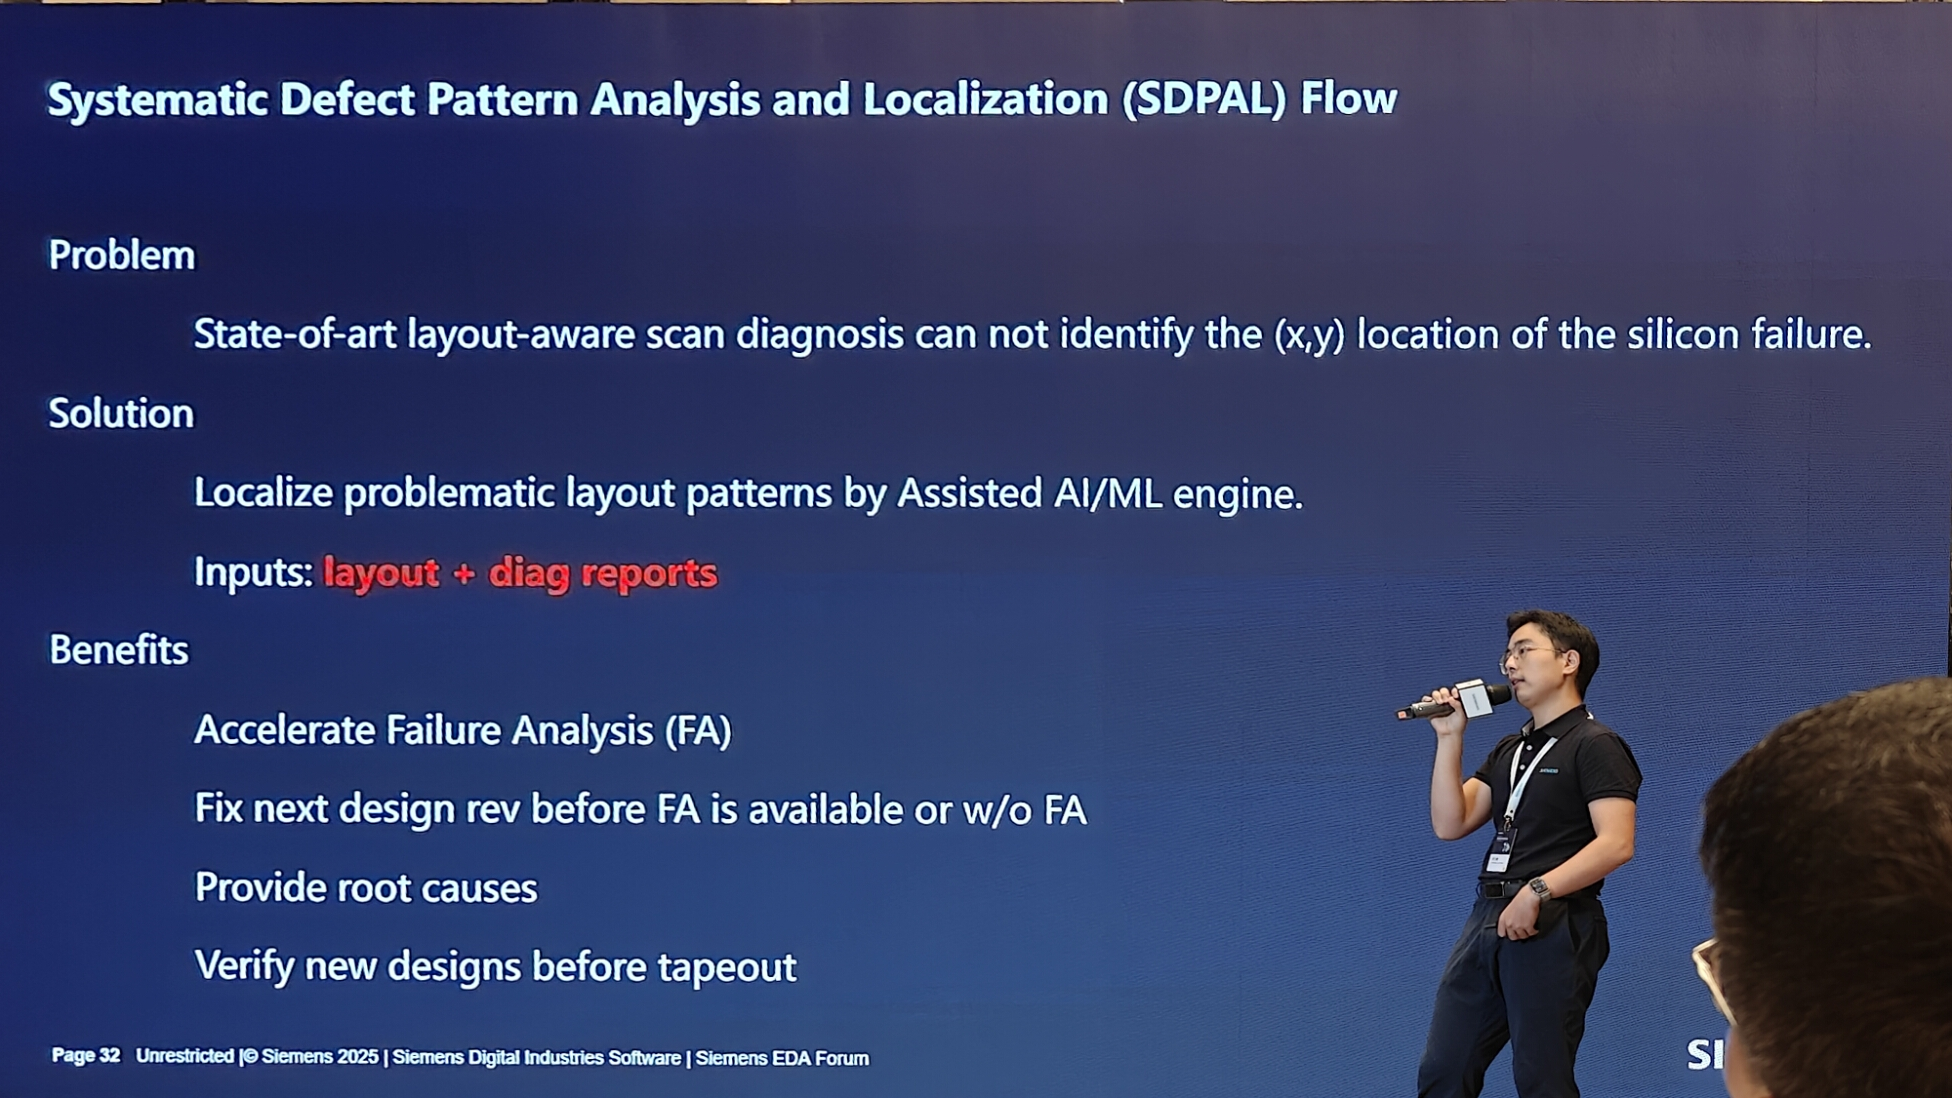 Systematic Defect Pattern Analysis and Localization (SDPAL) Flow
Problem
State-of-art layout-aware scan diagnosis can not identify the (x,y) location of the silicon failure.
Solution
Localize problematic layout patterns by Assisted AI/ML engine.
Inputs: layout + diag reports
Benefits
Accelerate Failure Analysis (FA)
Fix next design rev before FA is available or w/o FA
Provide root causes
Verify new designs before tapeout
Page 32 Unrestricted |© Siemens 2025 | Siemens Digital Industries Software | Siemens EDA Forum
SI
SIEMENS